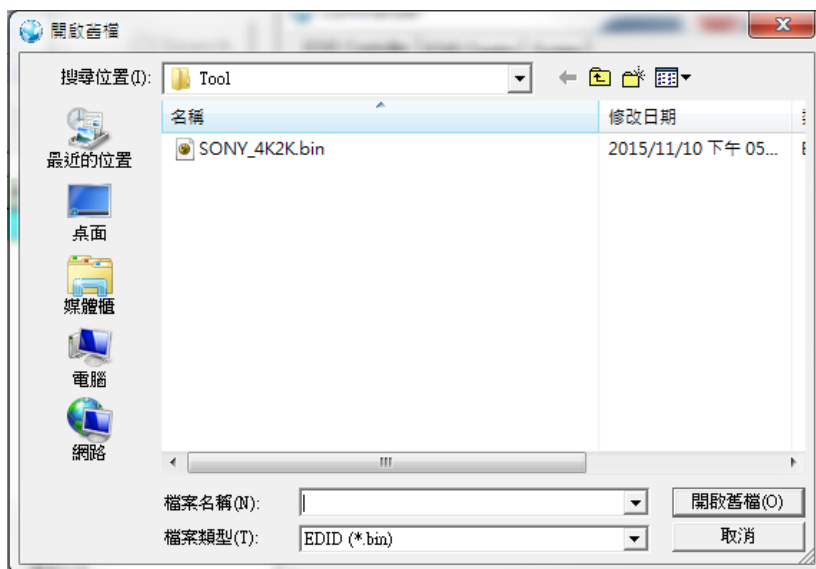 開啟舊檔
搜尋位置(I): Tool
名稱 修改日期
SONY_4K2K.bin 2015/11/10 下午 05...
最近的位置
桌面
媒體櫃
電腦
網路
檔案名稱(N): 開啟舊檔(O)
檔案類型(T): EDID (*.bin) 取消